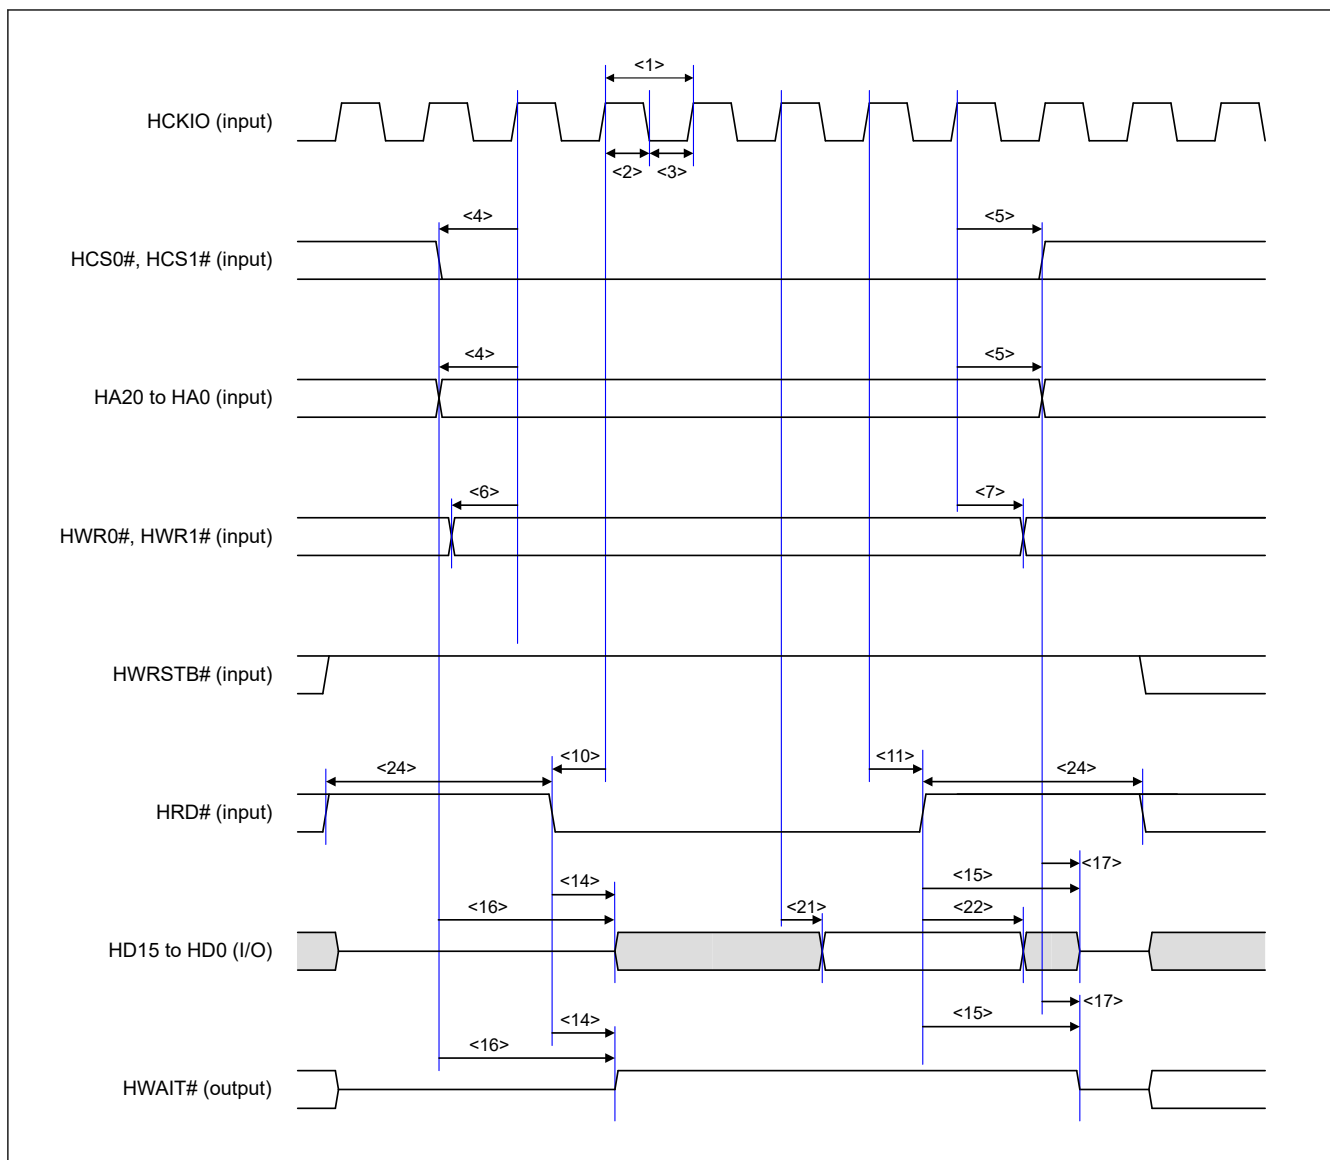 <1>
HCKIO (input)
<2> <3>
<4> <5>
HCS0#, HCS1# (input)
<4> <5>
HA20 to HA0 (input)
<6> <7>
HWR0#, HWR1# (input)
HWRSTB# (input)
<10> <11>
<24> <24>
HRD# (input)
<17>
<14> <15>
<16> <21> <22>
HD15 to HD0 (I/O)
<17>
<14> <15>
<16>
HWAIT# (output)